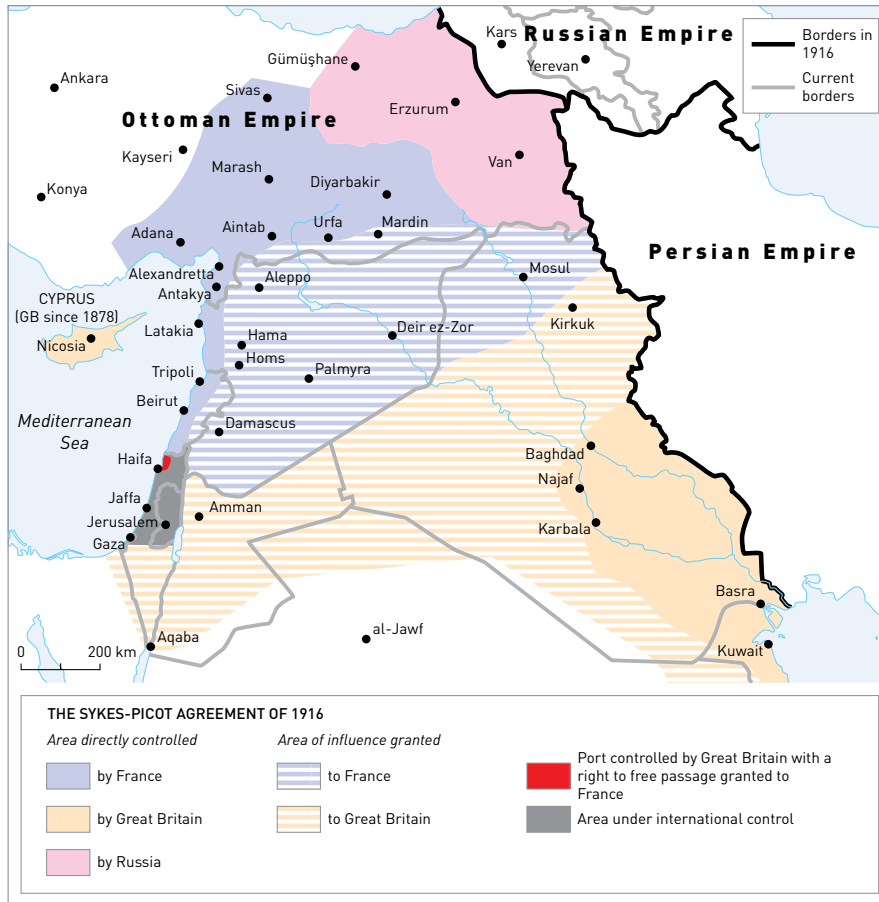 Kars
Russian Empire
Yerevan
Borders in
1916
Current
borders
Gümüşhane
Ankara
Sivas
Erzurum
Ottoman Empire
Kayseri
Van
Marash
Diyarbakir
Konya
Adana
Aintab
Urfa
Mardin
Persian Empire
Alexandretta
Antakya
Aleppo
Mosul
CYPRUS
(GB since 1878)
Nicosia
Latakia
Hama
Homs
Deir ez-Zor
Kirkuk
Tripoli
Palmyra
Beirut
Mediterranean
Sea
Damascus
Haifa
Baghdad
Najaf
Jaffa
Amman
Jerusalem
Karbala
Gaza
Basra
Aqaba
al-Jawf
Kuwait
0 200 km
THE SYKES-PICOT AGREEMENT OF 1916
Area directly controlled
by France
by Great Britain
by Russia
Area of influence granted
to France
to Great Britain
Port controlled by Great Britain with a
right to free passage granted to
France
Area under international control